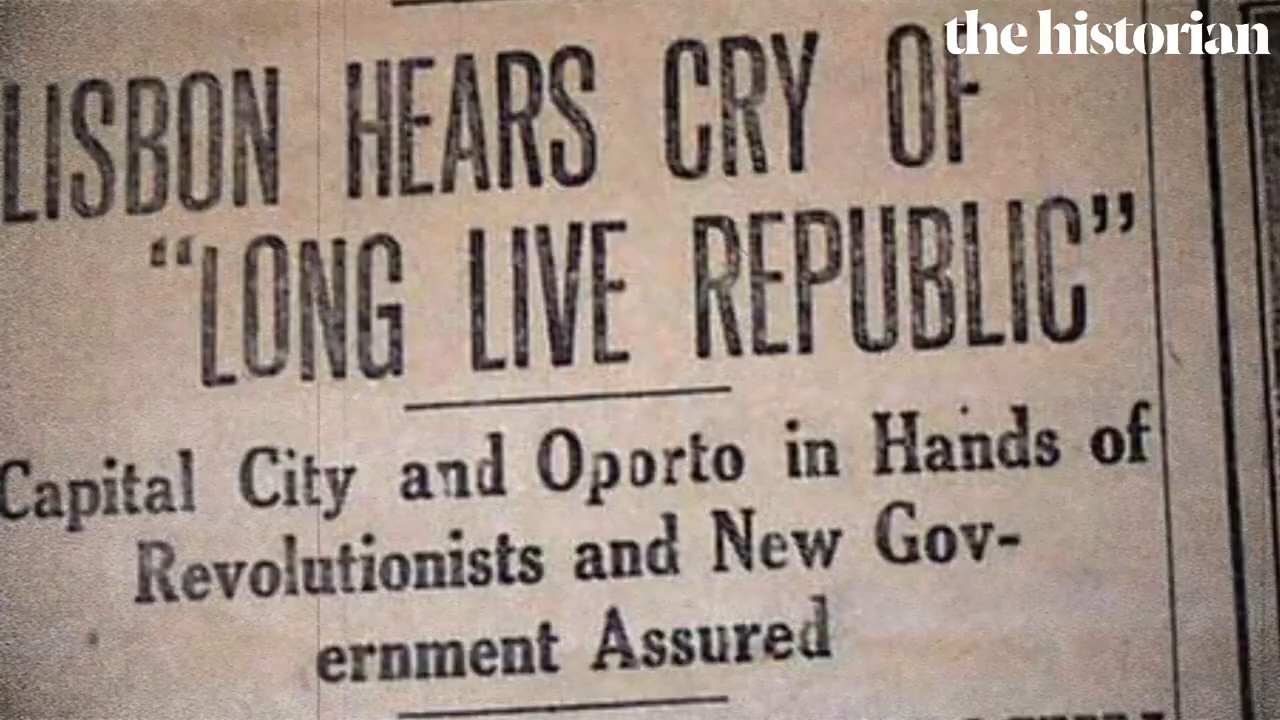 the historian
LISBON HEARS CRY OF
“LONG LIVE REPUBLIC”
Capital City and Oporto in Hands of
Revolutionists and New Gov-
ernment Assured